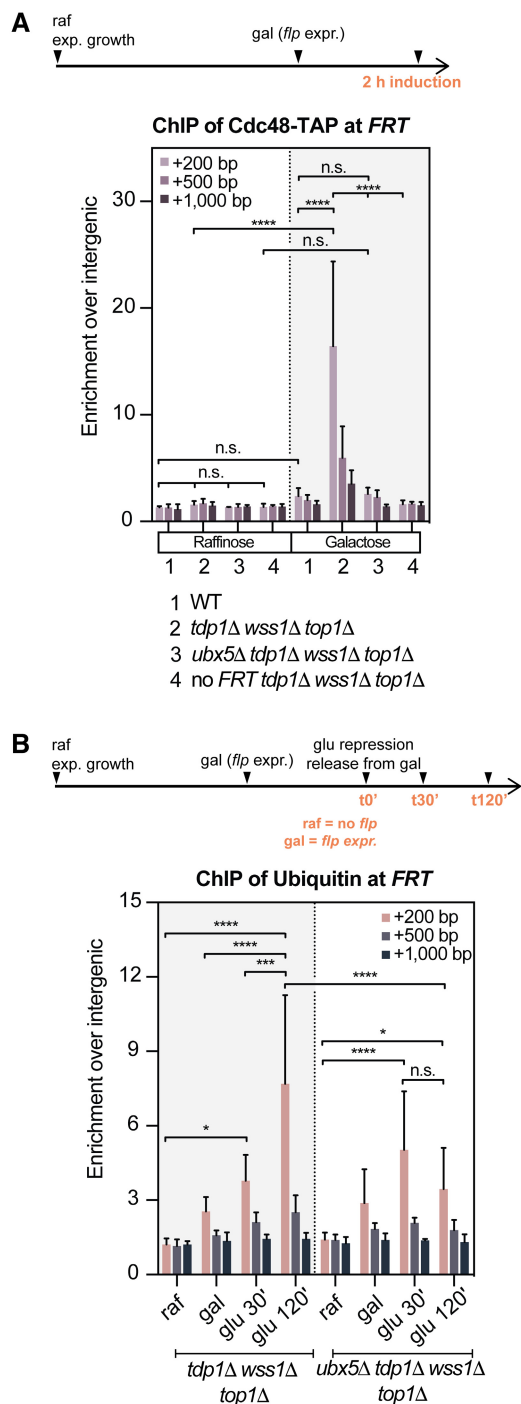 A
raf
exp. growth
gal (flp expr.)
2 h induction
ChIP of Cdc48-TAP at FRT
+200 bp
+500 bp
+1,000 bp
n.s.
****
****
****
n.s.
n.s.
n.s.
Enrichment over intergenic
30
20
10
0
Raffinose
Galactose
1 2 3 4 1 2 3 4
1 WT
2 tdp1Δ wss1Δ top1Δ
3 ubx5Δ tdp1Δ wss1Δ top1Δ
4 no FRT tdp1Δ wss1Δ top1Δ
B
raf
exp. growth
gal (flp expr.)
glu repression
release from gal
t0' t30' t120'
raf = no flp
gal = flp expr.
ChIP of Ubiquitin at FRT
+200 bp
+500 bp
+1,000 bp
****
****
***
****
*
****
n.s.
*
Enrichment over intergenic
15
12
9
6
3
0
raf gal glu 30' glu 120' raf gal glu 30' glu 120'
tdp1Δ wss1Δ
top1Δ
ubx5Δ tdp1Δ wss1Δ
top1Δ